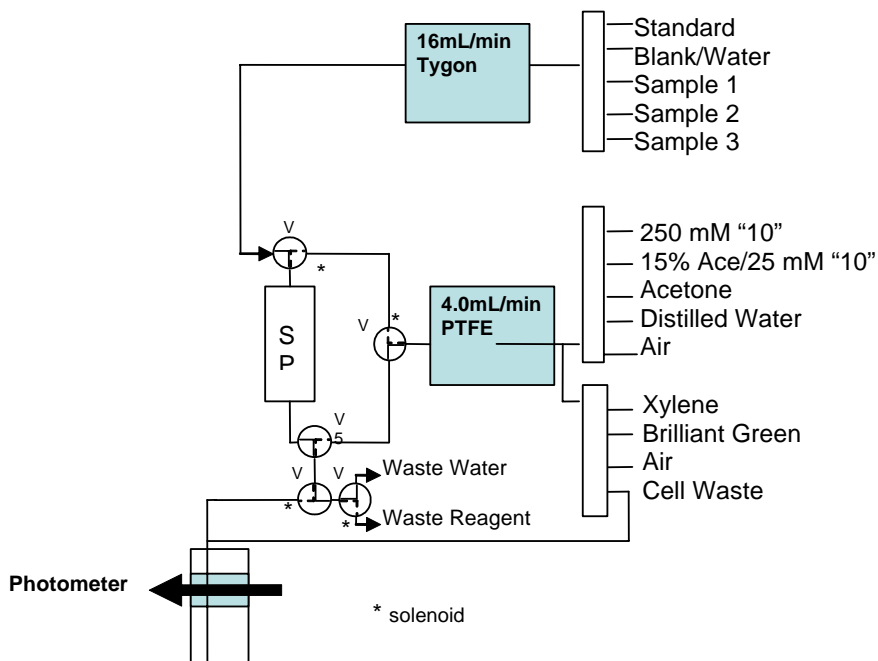 16mL/min
Tygon
Standard
Blank/Water
Sample 1
Sample 2
Sample 3
V
*
SP
V
*
4.0mL/min
PTFE
250 mM “10”
15% Ace/25 mM “10”
Acetone
Distilled Water
Air
Xylene
Brilliant Green
Air
Cell Waste
V
5
V
*
V
*
Waste Water
Waste Reagent
Photometer
* solenoid